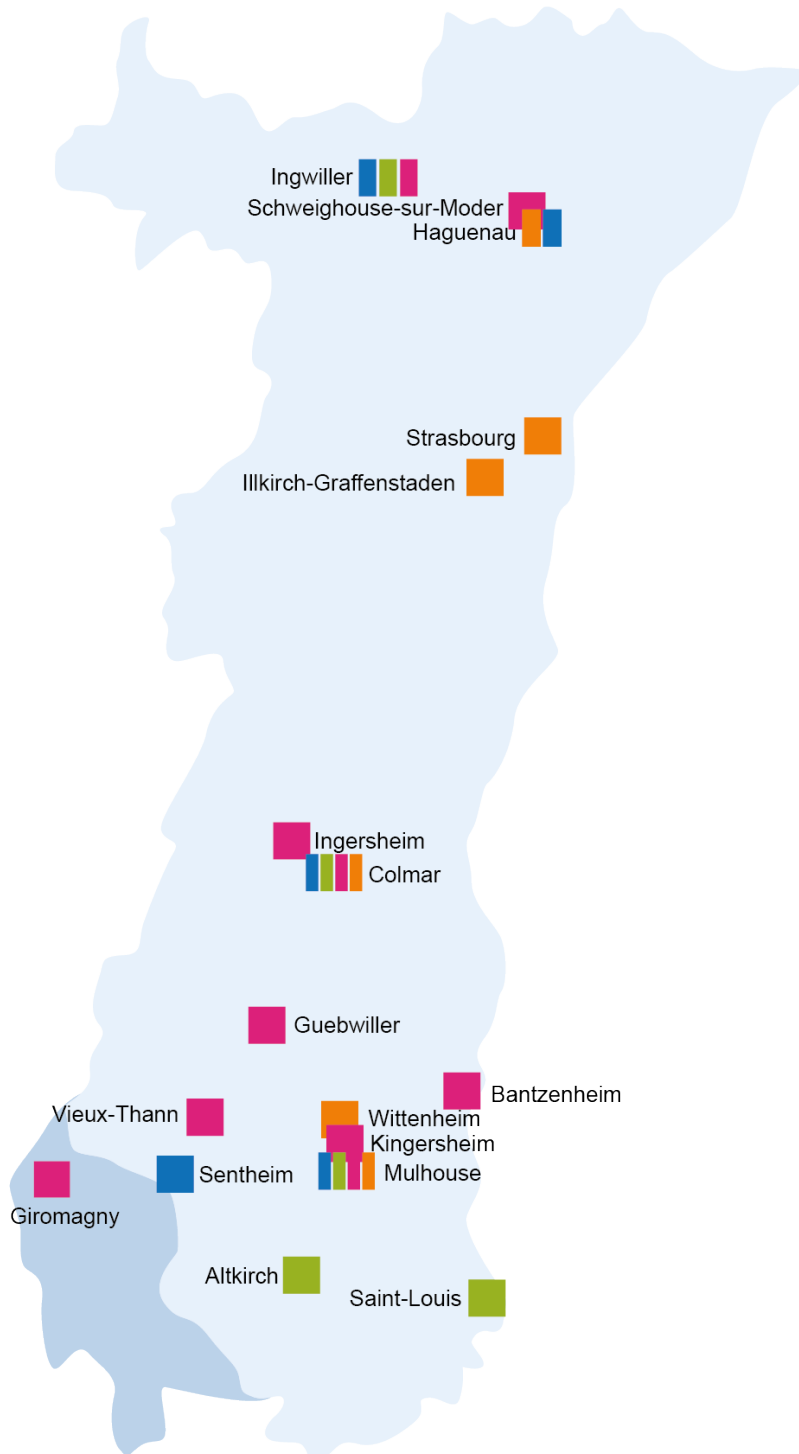 Ingwiller
Schweighouse-sur-Moder
Haguenau
Strasbourg
Illkirch-Graffenstaden
Ingersheim
Colmar
Guebwiller
Bantzenheim
Vieux-Thann
Wittenheim
Kingersheim
Mulhouse
Sentheim
Giromagny
Altkirch
Saint-Louis